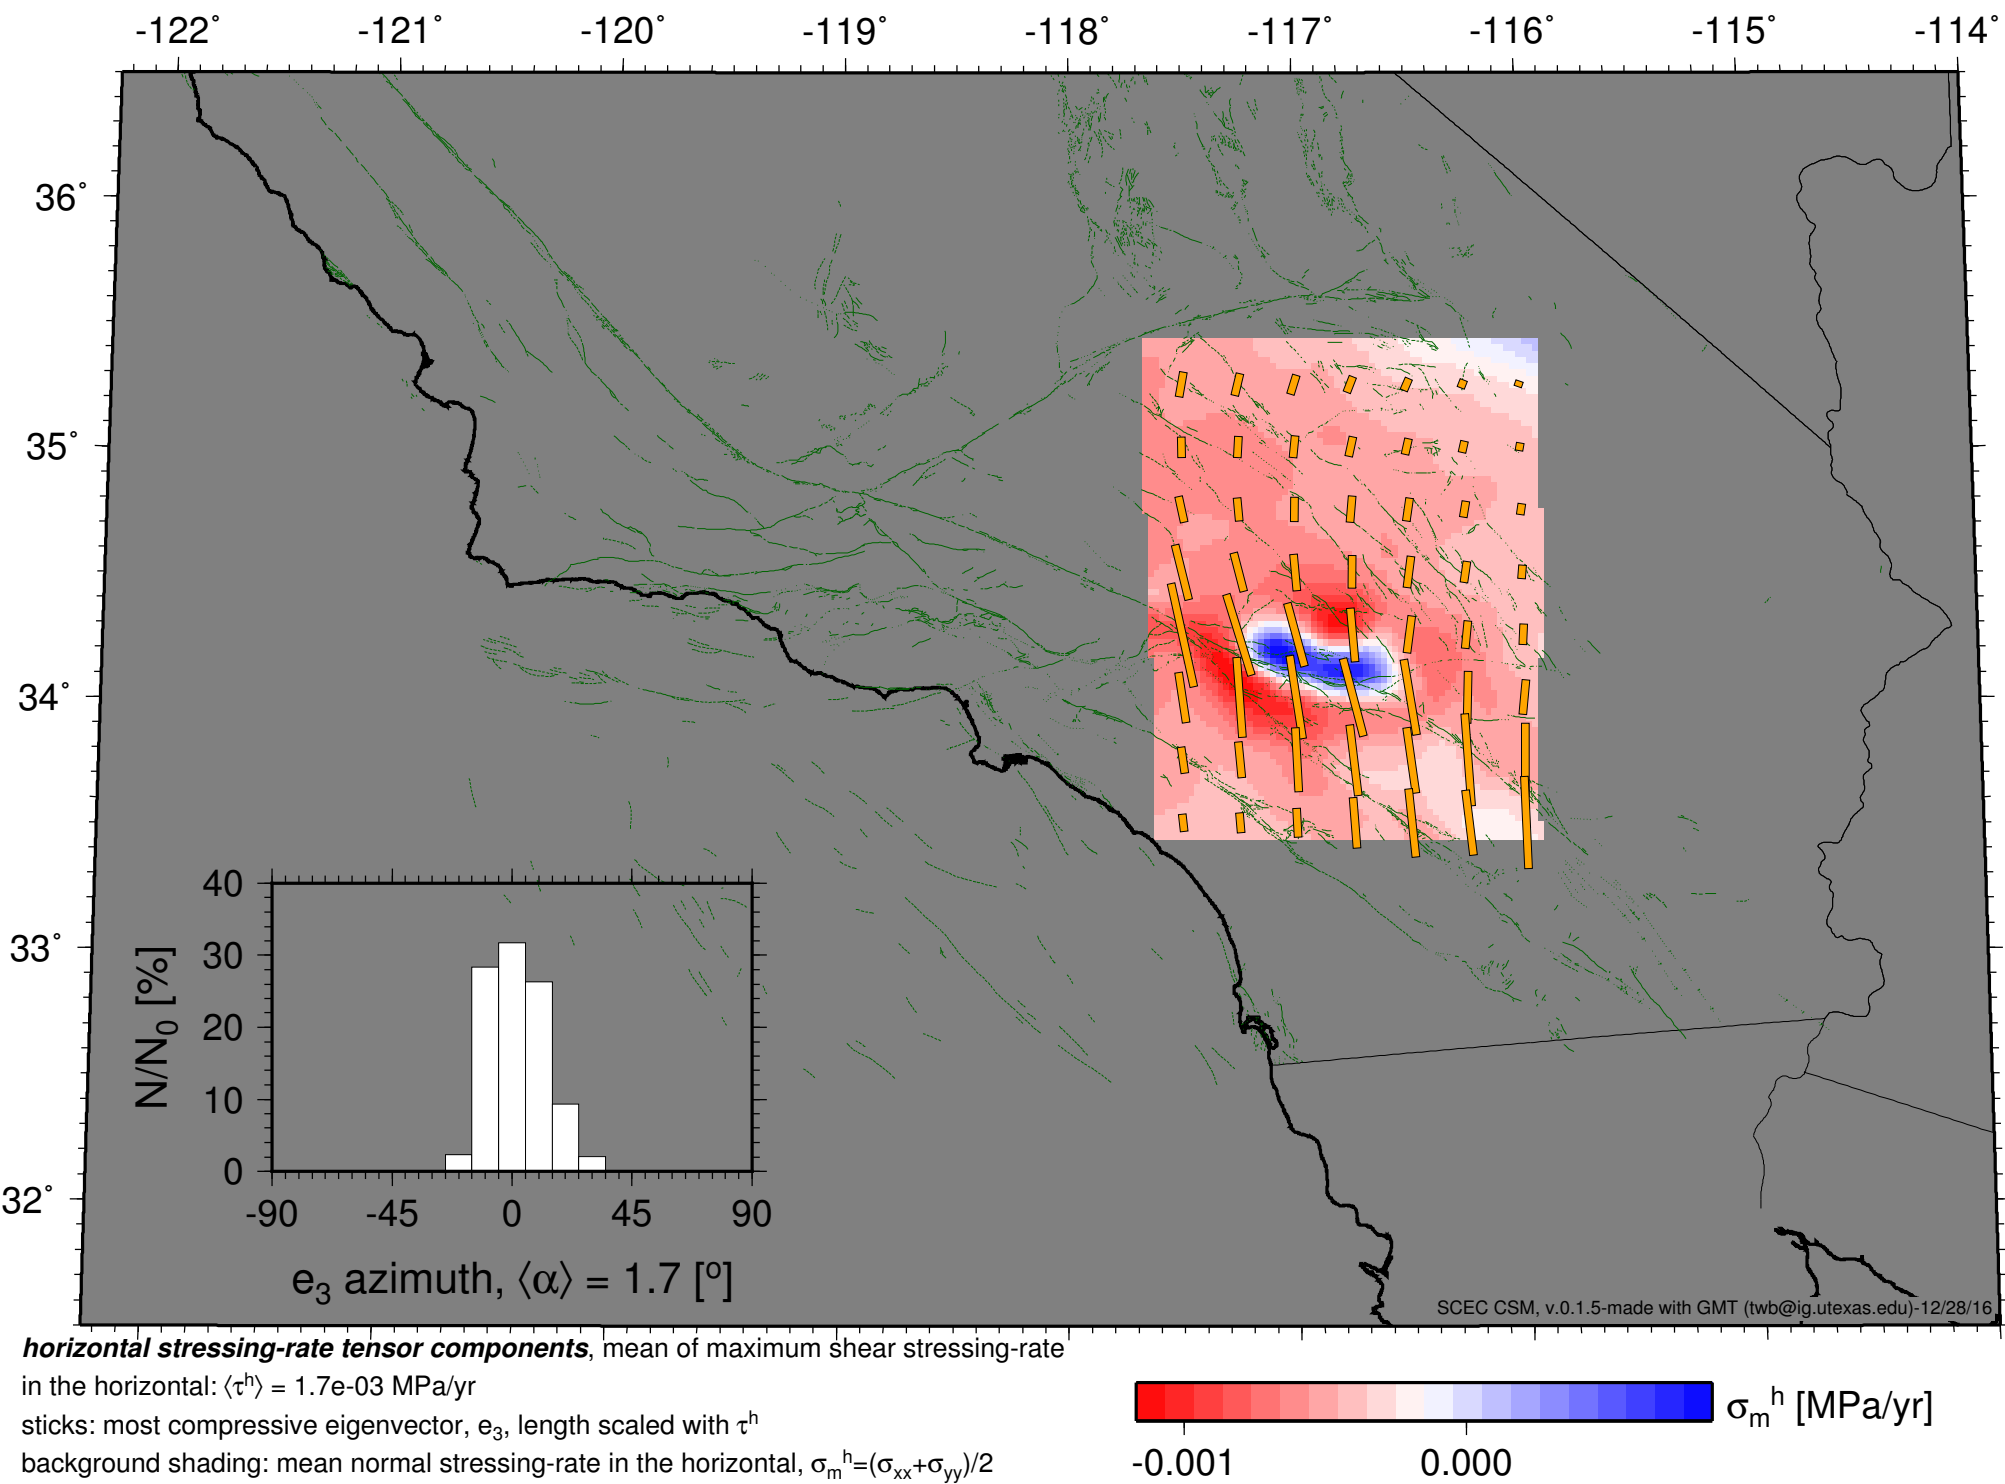 -122˚ -121˚ -120˚ -119˚ -118˚ -117˚ -116˚ -115˚ -114˚
36˚
35˚
34˚
33˚
32˚
40
30
20
10
0
N/N0 [%]
-90 -45 0 45 90
e3 azimuth, ⟨α⟩ = 1.7 [º]
SCEC CSM, v.0.1.5-made with GMT (twb@ig.utexas.edu)-12/28/16
horizontal stressing-rate tensor components, mean of maximum shear stressing-rate
in the horizontal: ⟨τh⟩ = 1.7e-03 MPa/yr
sticks: most compressive eigenvector, e3, length scaled with τh
background shading: mean normal stressing-rate in the horizontal, σmh=(σxx+σyy)/2
σmh [MPa/yr]
-0.001 0.000